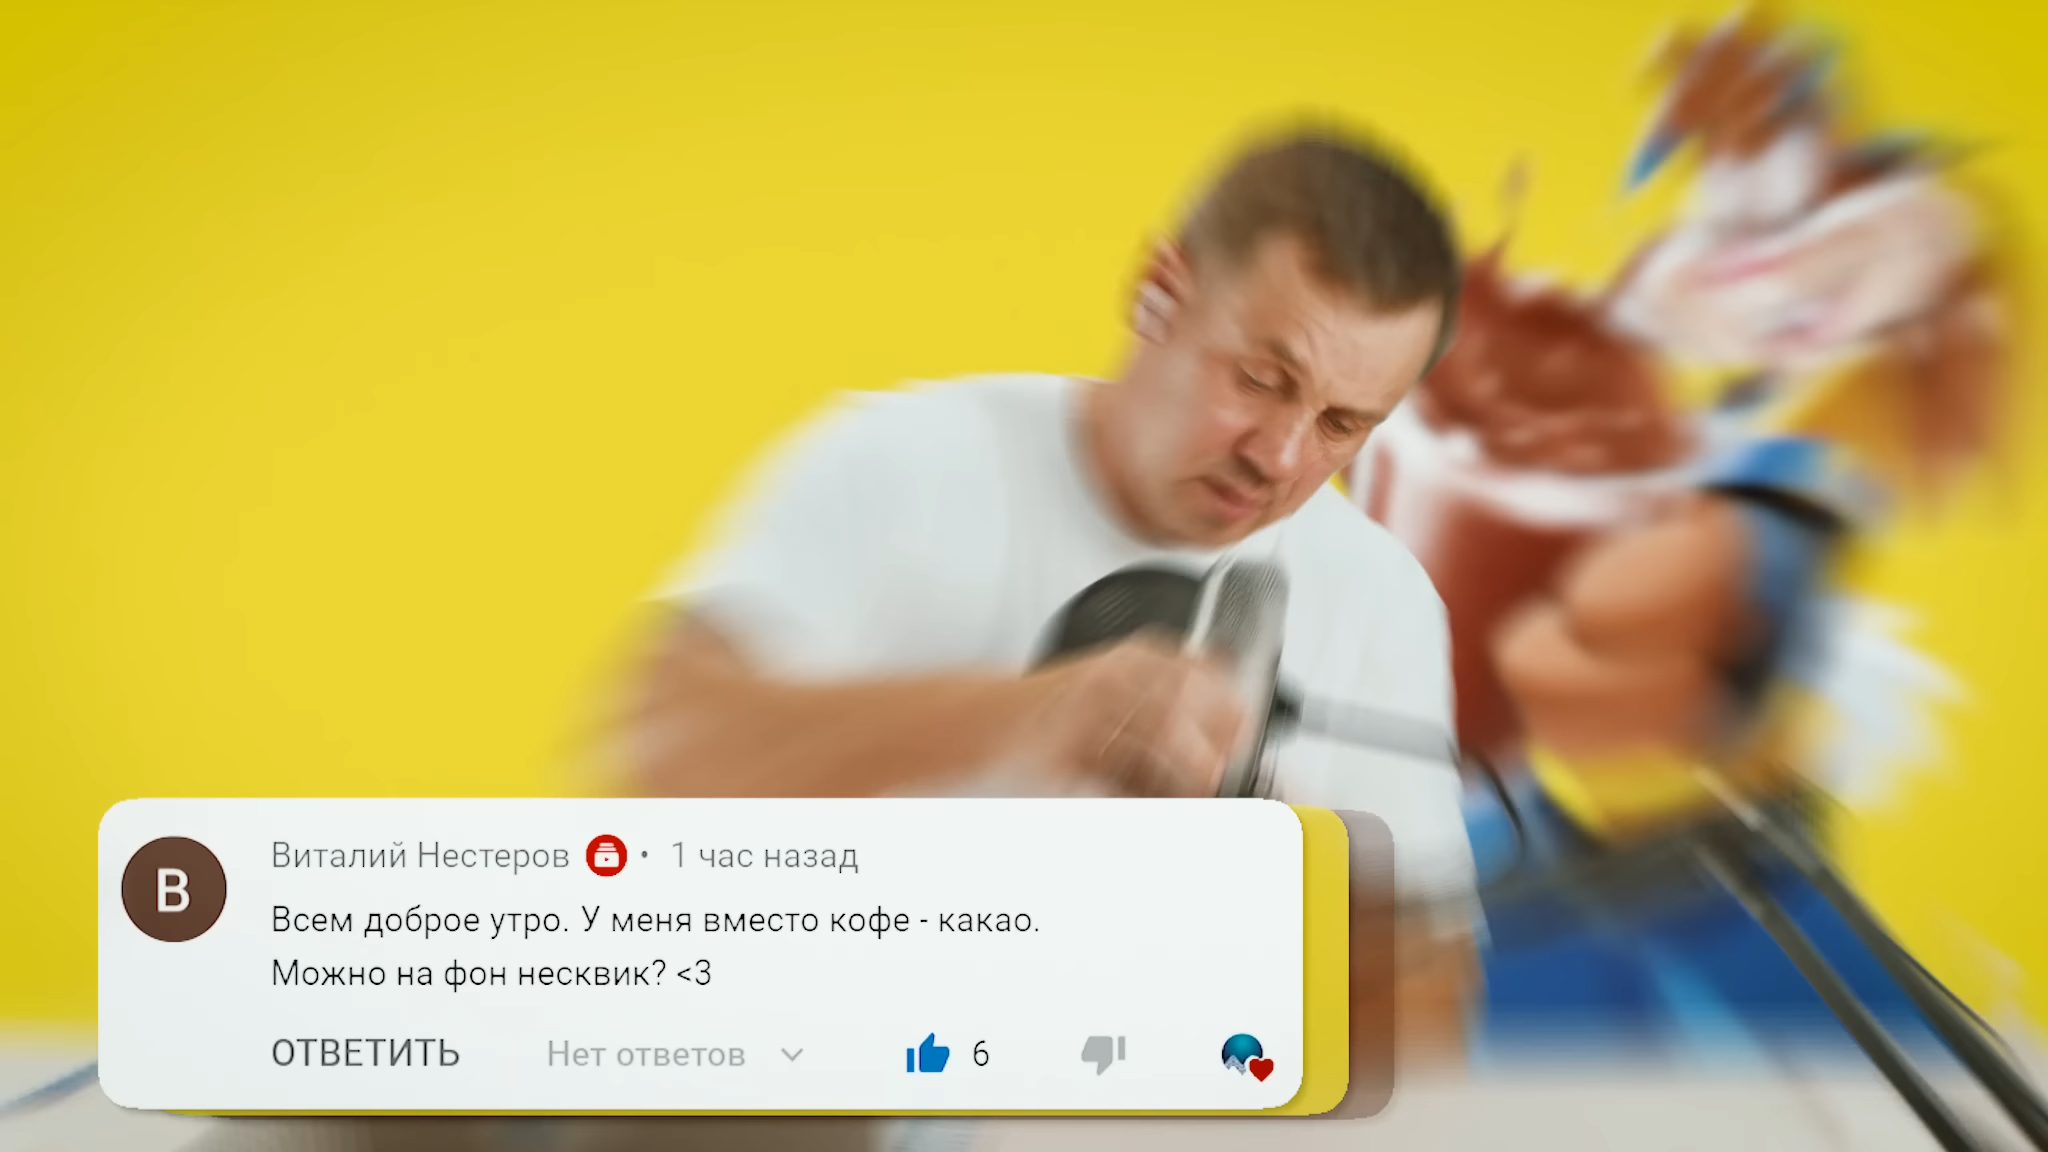 В
Виталий Нестеров • 1 час назад
Всем доброе утро. У меня вместо кофе - какао.
Можно на фон несквик? <3
ОТВЕТИТЬ Нет ответов 6